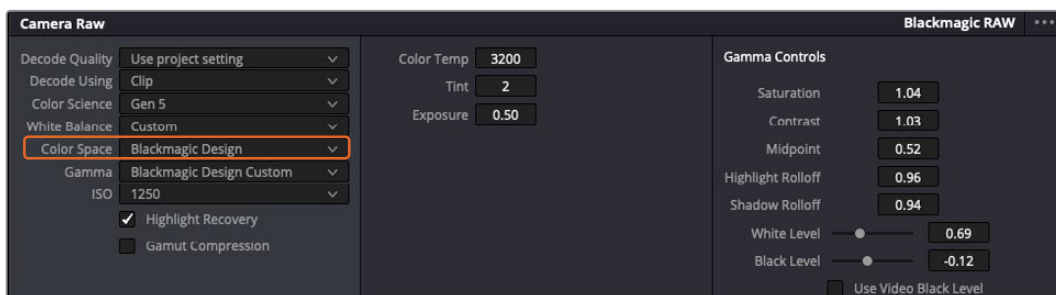 Camera Raw
Blackmagic RAW
Decode Quality Use project setting
Decode Using Clip
Color Science Gen 5
White Balance Custom
Color Space Blackmagic Design
Gamma Blackmagic Design Custom
ISO 1250
Highlight Recovery
Gamut Compression
Color Temp 3200
Tint 2
Exposure 0.50
Gamma Controls
Saturation 1.04
Contrast 1.03
Midpoint 0.52
Highlight Rolloff 0.96
Shadow Rolloff 0.94
White Level 0.69
Black Level -0.12
Use Video Black Level